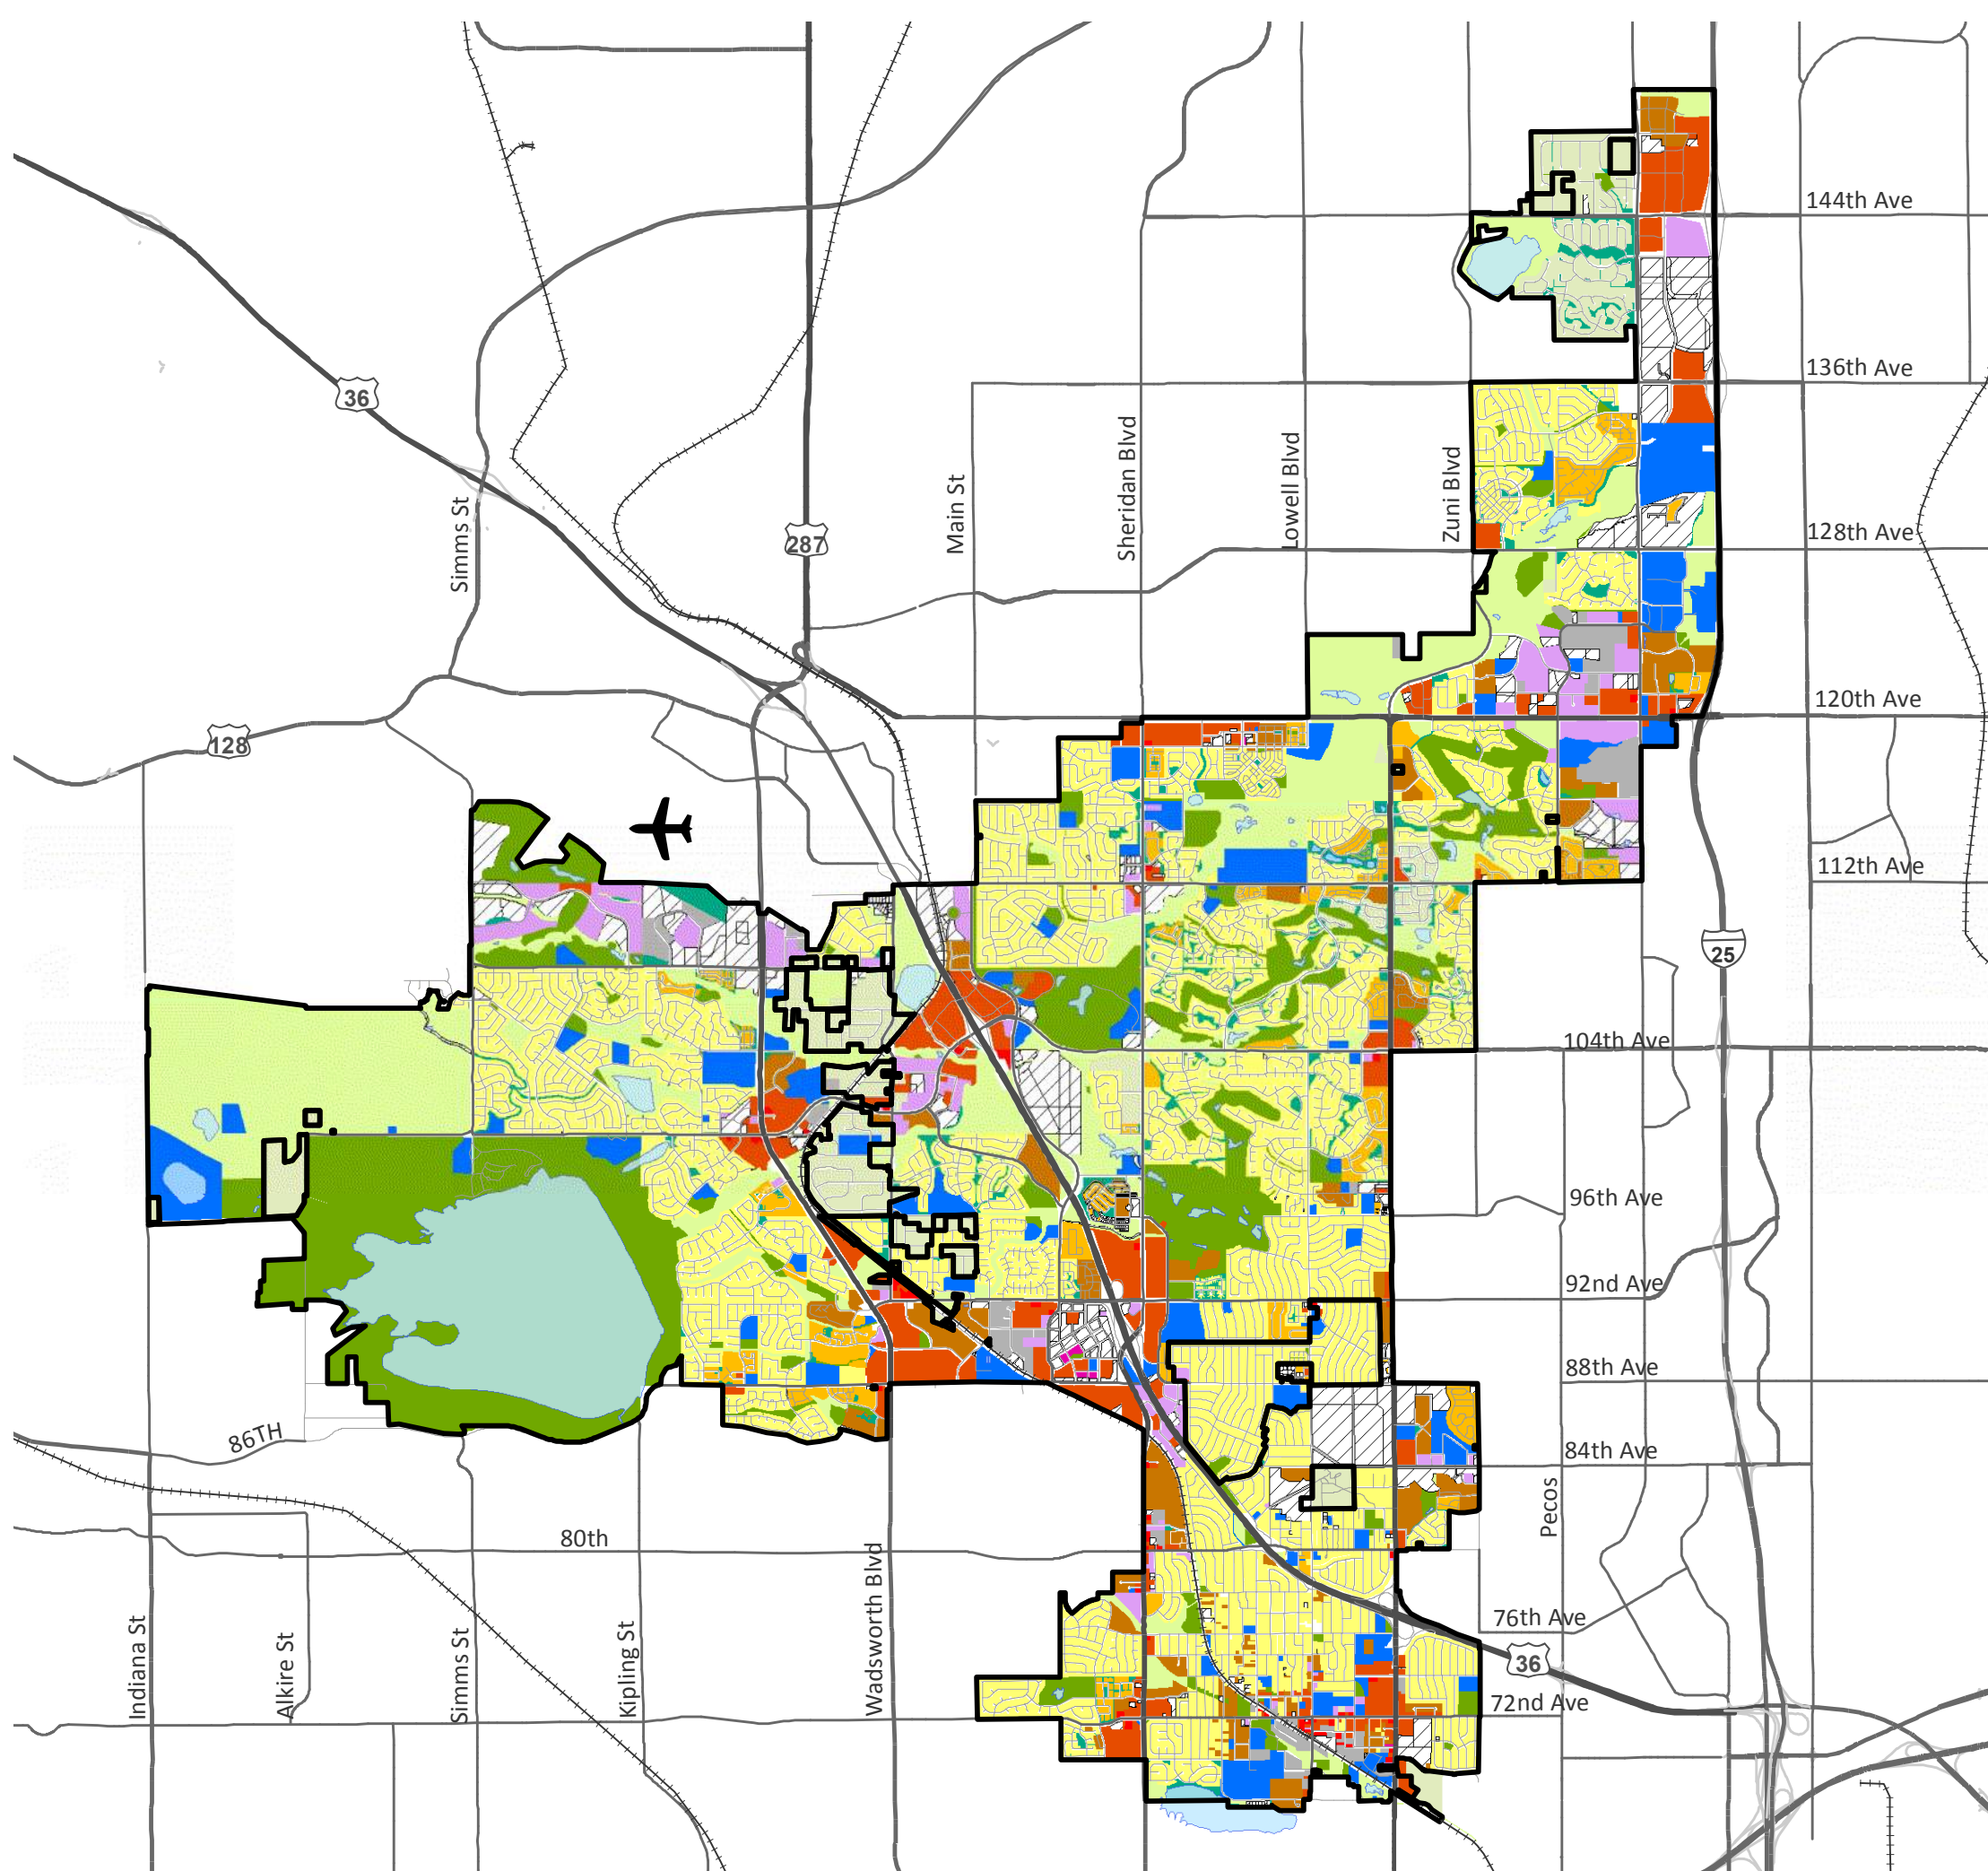 144th Ave
36
136th Ave
Sheridan Blvd
Lowell Blvd
Zuni Blvd
Main St
Simms St
287
128th Ave
120th Ave
128
112th Ave
25
104th Ave
96th Ave
92nd Ave
88th Ave
86TH
84th Ave
Pecos
80th
Wadsworth Blvd
76th Ave
Indiana St
Alkire St
Simms St
Kipling St
36
72nd Ave